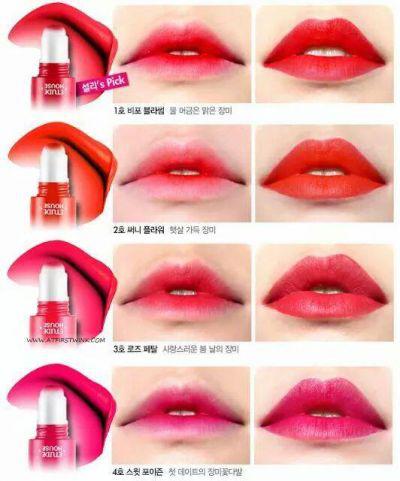 ETUDE HOUSE
설리's Pick
1호 비포 블라썸 물 머금은 맑은 장미
ETUDE HOUSE
2호 써니 플라워 햇살 가득 장미
ETUDE HOUSE
WWW.ATFIRSTWINK.COM
3호 로즈 페탈 사랑스러운 봄 날의 장미
ETUDE HOUSE
4호 스윗 포이즌 첫 데이트의 장미꽃다발